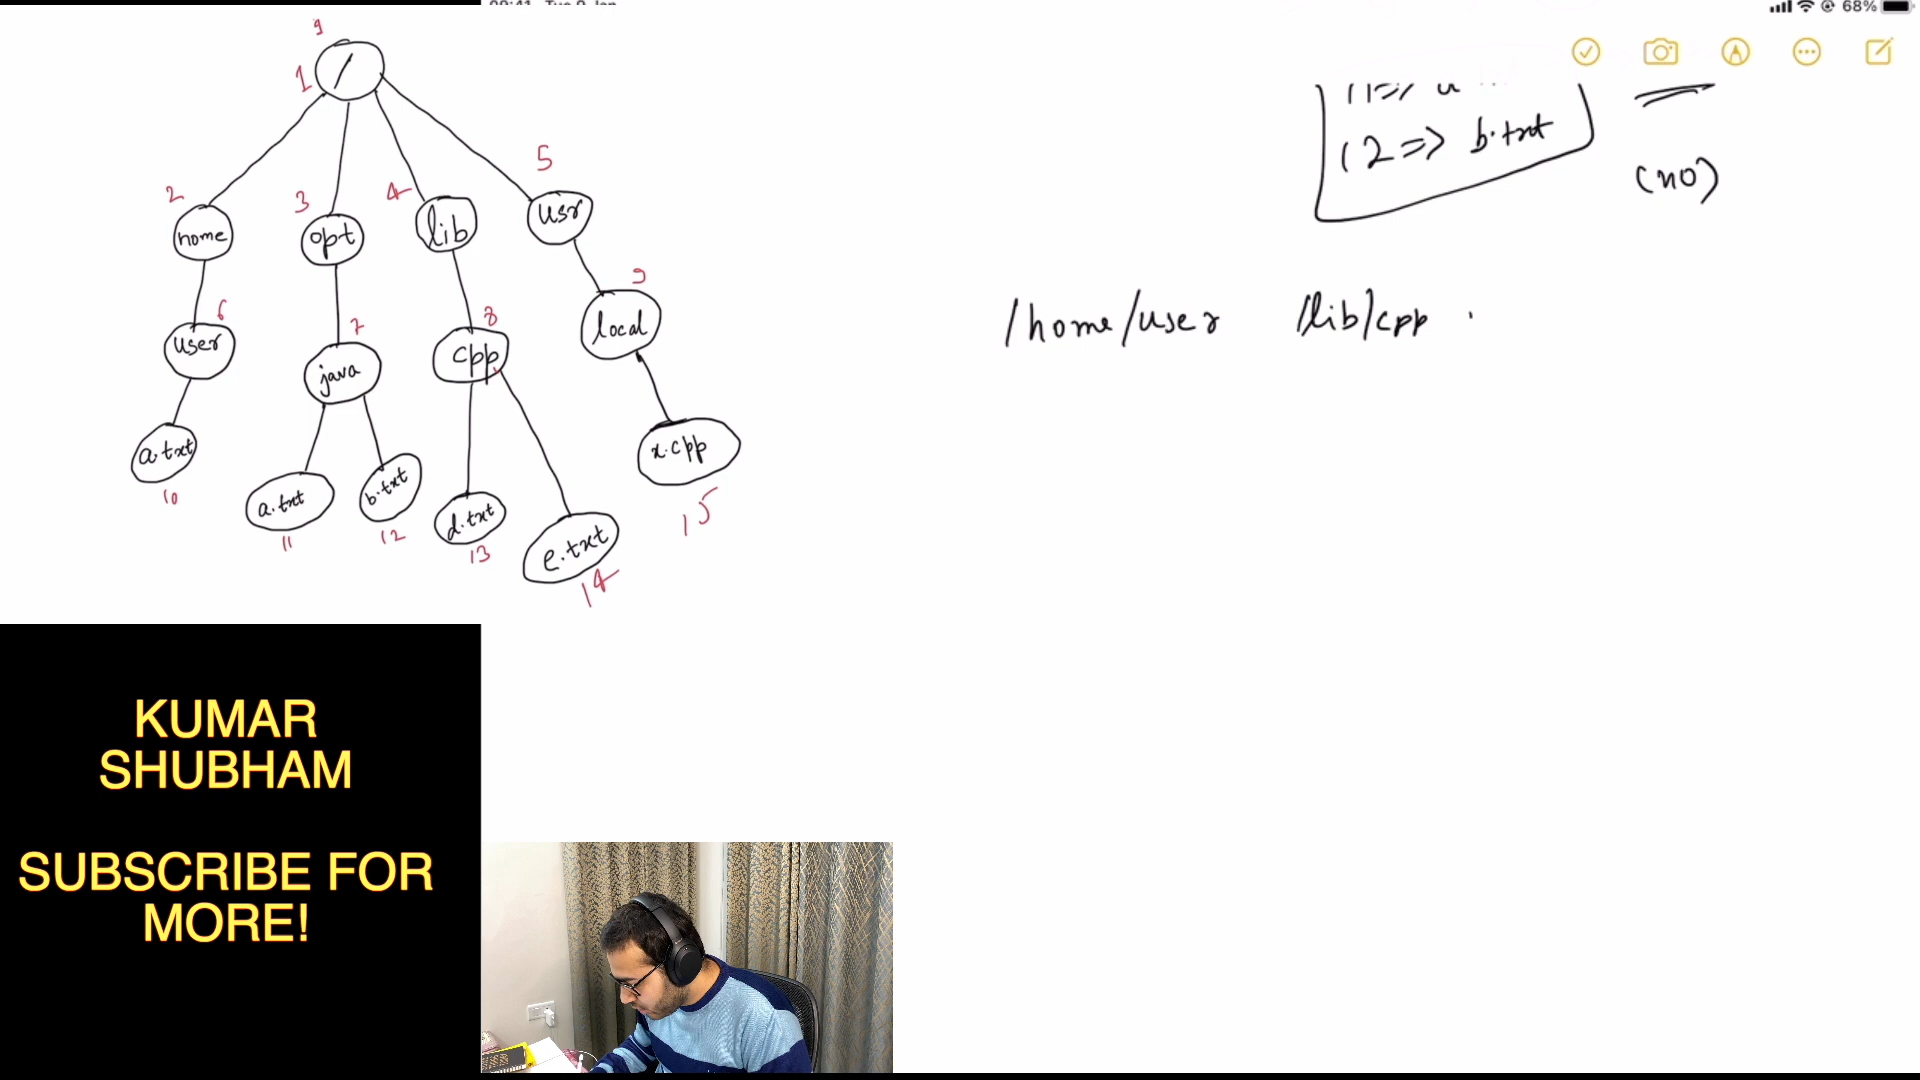 68%
9
1
/
2
3
4
5
home
opt
lib
usr
6
7
8
9
user
java
cpp
local
a.txt
a.txt
b.txt
d.txt
e.txt
x.cpp
10
11
12
13
14
15
12 => b.txt
(no)
/home/user /lib/cpp
KUMAR
SHUBHAM
SUBSCRIBE FOR
MORE!